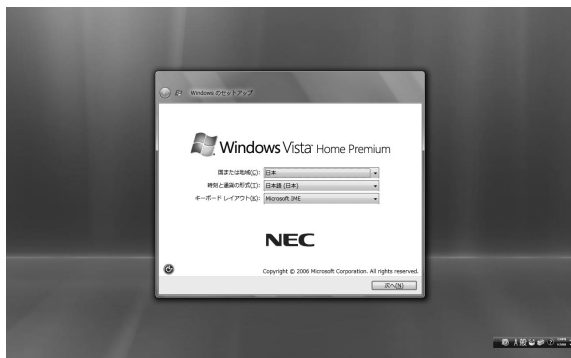 Windows のセットアップ
Windows Vista Home Premium
国または地域(C): 日本
時刻と通貨の形式(T): 日本語 (日本)
キーボード レイアウト(K): Microsoft IME
NEC
Copyright © 2006 Microsoft Corporation. All rights reserved.
次へ(N)
A 般